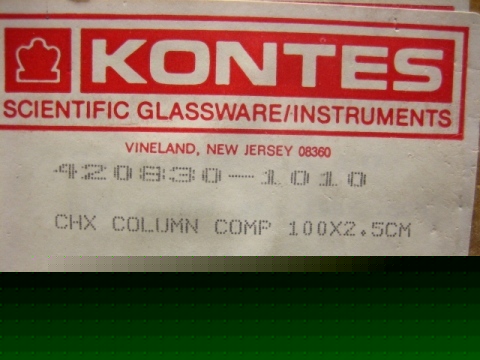 KONTES
SCIENTIFIC GLASSWARE/INSTRUMENTS
VINELAND, NEW JERSEY 08360
420830-1010
CHX COLUMN COMP 100X2.5CM